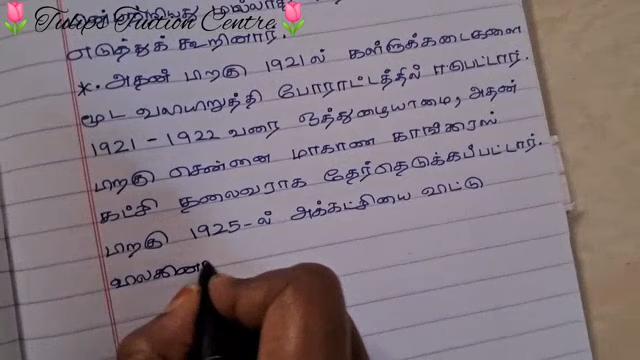 Tulips Tuition Centre
எடுத்துக் கூறினார்.
*. அதன் பிறகு 1921ல் கள்ளுக்கடைகளை
மூட வலியுறுத்தி போராட்டத்தில் ஈடுபட்டார்.
1921 - 1922 வரை ஒத்துழையாமை, அதன்
பிறகு சென்னை மாகாண காங்கிரஸ்
கட்சி தலைவராக தேர்தெடுக்கப்பட்டார்.
பிறகு 1925-ல் அக்கட்சியை விட்டு
விலகின